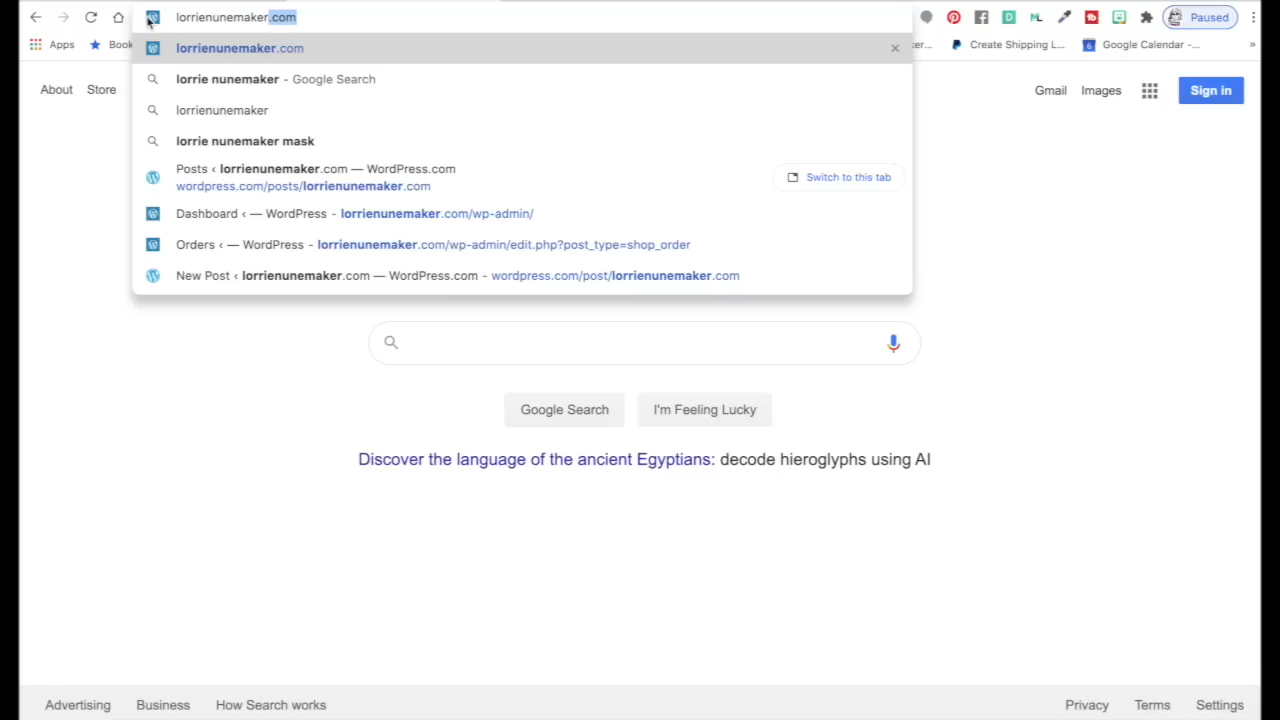 lorrienunemaker.com
Paused
Apps
Book
er...
Create Shipping L...
Google Calendar -...
»
lorrienunemaker.com
lorrie nunemaker - Google Search
lorrienunemaker
lorrie nunemaker mask
Posts ‹ lorrienunemaker.com — WordPress.com
wordpress.com/posts/lorrienunemaker.com
Switch to this tab
Dashboard ‹ — WordPress - lorrienunemaker.com/wp-admin/
Orders ‹ — WordPress - lorrienunemaker.com/wp-admin/edit.php?post_type=shop_order
New Post ‹ lorrienunemaker.com — WordPress.com - wordpress.com/post/lorrienunemaker.com
About Store
Gmail Images
Sign in
Google Search
I'm Feeling Lucky
Discover the language of the ancient Egyptians: decode hieroglyphs using AI
Advertising Business How Search works
Privacy Terms Settings